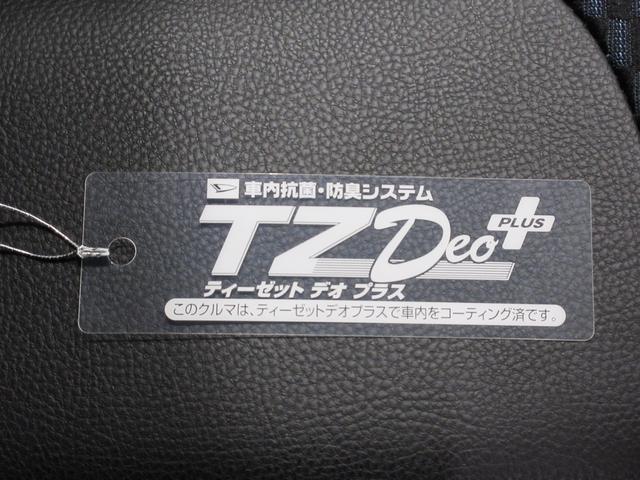 車内抗菌・防臭システム
TZ Deo PLUS
ティーゼット デオ プラス
このクルマは、ティーゼットデオプラスで車内をコーティング済です。